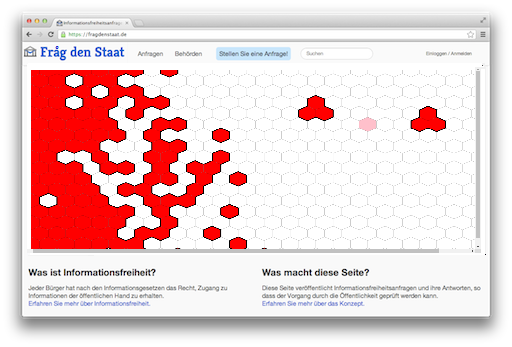 Informationsfreiheitsanfrag
https://fragdenstaat.de
Fråg den Staat
Anfragen Behörden Stellen Sie eine Anfrage! Suchen Einloggen / Anmelden
Was ist Informationsfreiheit?
Jeder Bürger hat nach den Informationsgesetzen das Recht, Zugang zu
Informationen der öffentlichen Hand zu erhalten.
Erfahren Sie mehr über Informationsfreiheit.
Was macht diese Seite?
Diese Seite veröffentlicht Informationsfreiheitsanfragen und ihre Antworten, so
dass der Vorgang durch die Öffentlichkeit geprüft werden kann.
Erfahren Sie mehr über das Konzept.